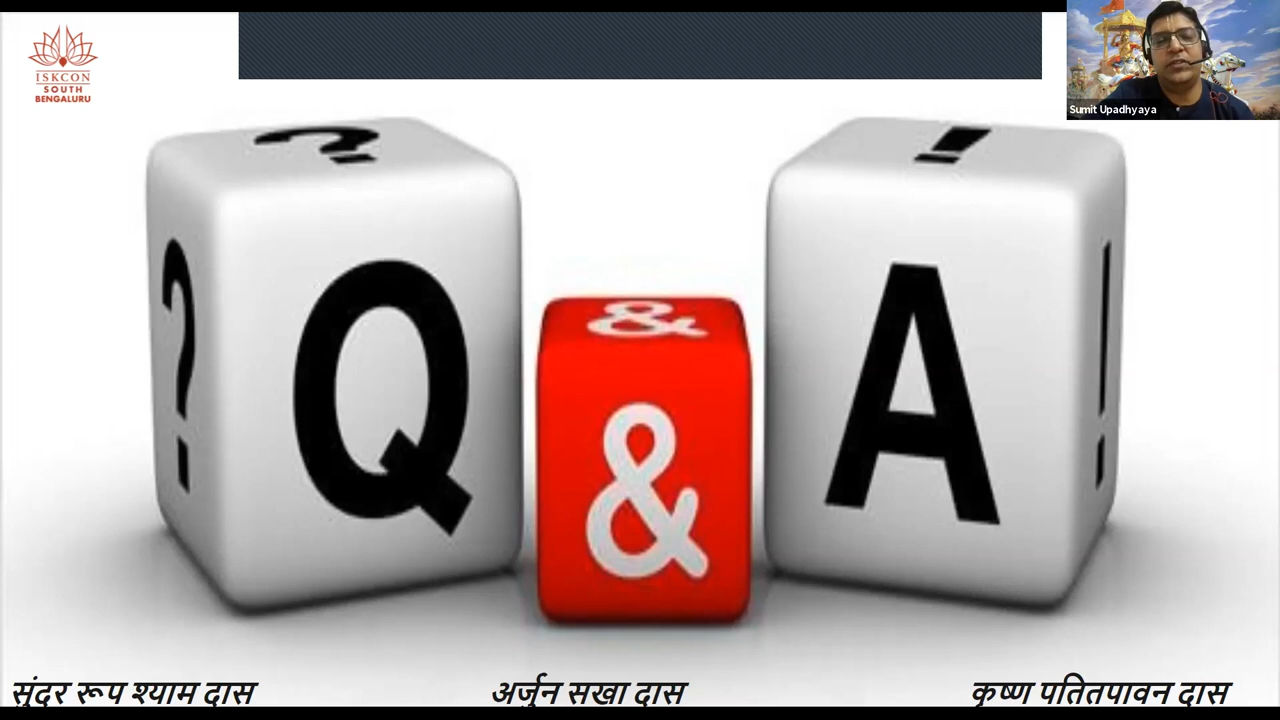 ISKCON
SOUTH
BENGALURU
Sumit Upadhyaya
? !
? Q & & A !
सुंदर रूप श्याम दास
अर्जुन सखा दास
कृष्ण पतितपावन दास